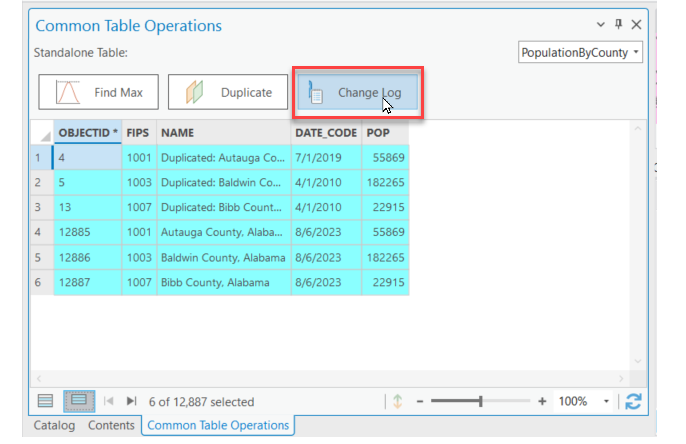 Common Table Operations
Standalone Table:
PopulationByCounty
Find Max
Duplicate
Change Log
OBJECTID * FIPS NAME DATE_CODE POP
1 4 1001 Duplicated: Autauga Co... 7/1/2019 55869
2 5 1003 Duplicated: Baldwin Co... 4/1/2010 182265
3 13 1007 Duplicated: Bibb Count... 4/1/2010 22915
4 12885 1001 Autauga County, Alaba... 8/6/2023 55869
5 12886 1003 Baldwin County, Alabama 8/6/2023 182265
6 12887 1007 Bibb County, Alabama 8/6/2023 22915
6 of 12,887 selected
100%
Catalog Contents Common Table Operations